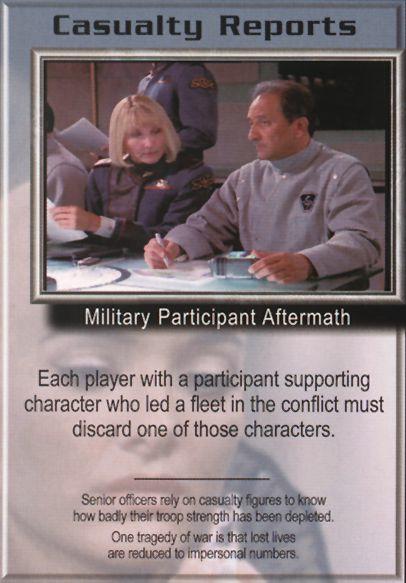 Casualty Reports
Military Participant Aftermath
Each player with a participant supporting
character who led a fleet in the conflict must
discard one of those characters.
Senior officers rely on casualty figures to know
how badly their troop strength has been depleted.
One tragedy of war is that lost lives
are reduced to impersonal numbers.